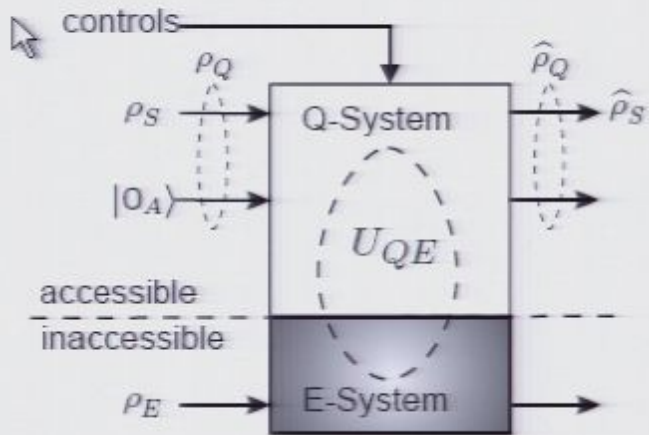 controls
ρ_Q
ρ̂_Q
ρ_S
Q-System
ρ̂_S
|0_A⟩
U_QE
accessible
inaccessible
ρ_E
E-System